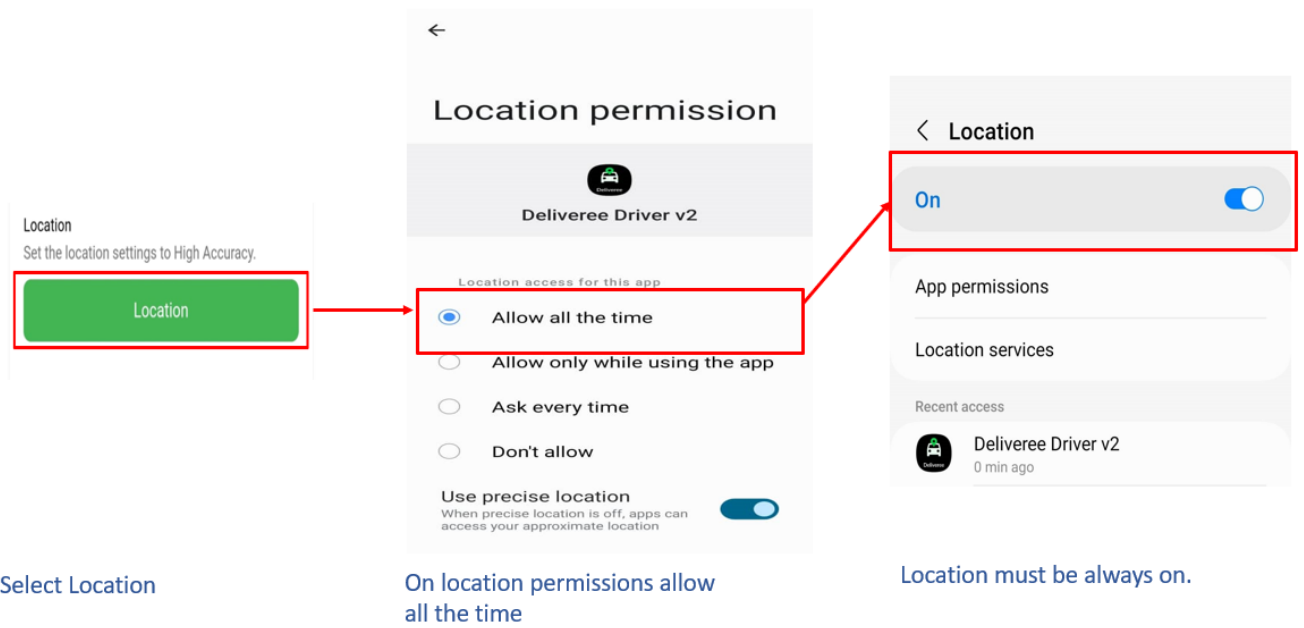 Location
Set the location settings to High Accuracy.
Location
Select Location
Location permission
Deliveree
Deliveree Driver v2
Location access for this app
Allow all the time
Allow only while using the app
Ask every time
Don't allow
Use precise location
When precise location is off, apps can
access your approximate location
On location permissions allow
all the time
Location
On
App permissions
Location services
Recent access
Deliveree
Deliveree Driver v2
0 min ago
Location must be always on.